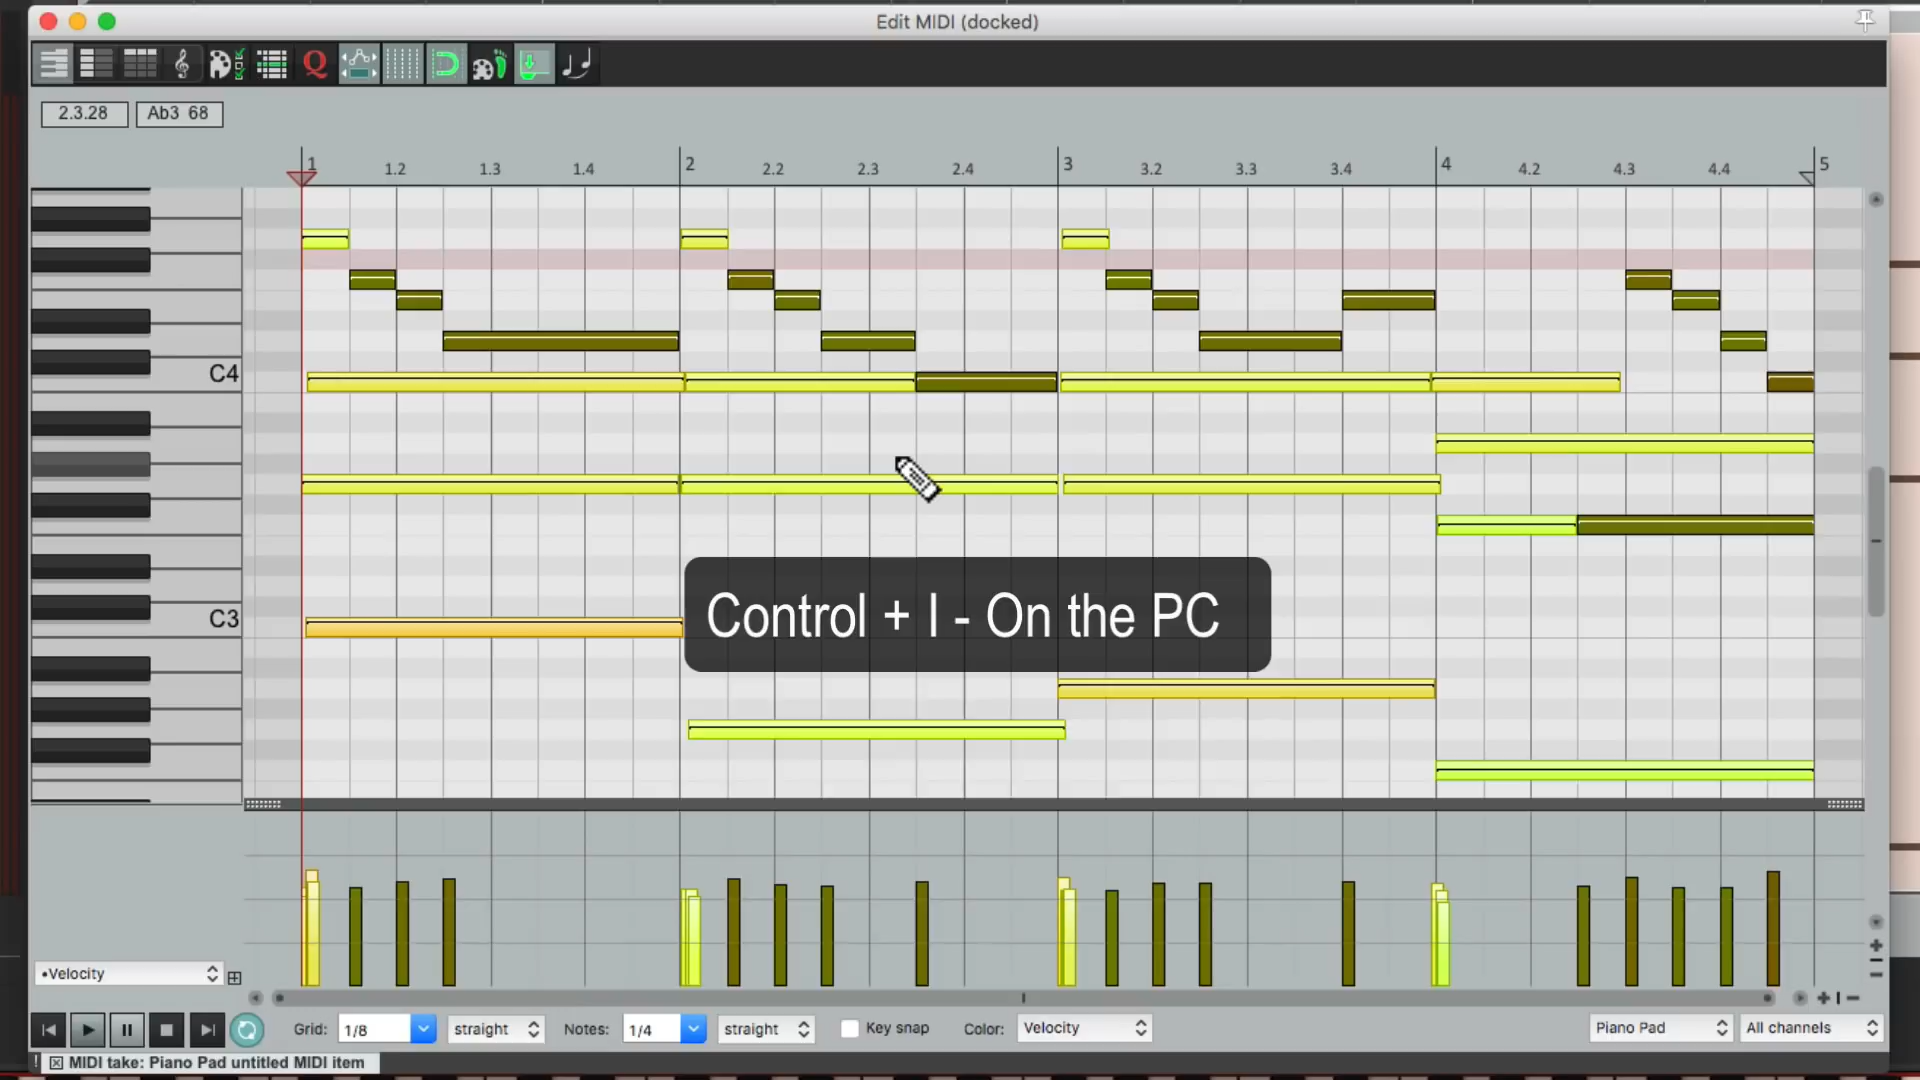 Edit MIDI (docked)
Q
2.3.28 Ab3 68
1 1.2 1.3 1.4 2 2.2 2.3 2.4 3 3.2 3.3 3.4 4 4.2 4.3 4.4 5
C4
C3
Control + I - On the PC
•Velocity
Grid: 1/8 straight Notes: 1/4 straight Key snap Color: Velocity Piano Pad All channels
MIDI take: Piano Pad untitled MIDI item